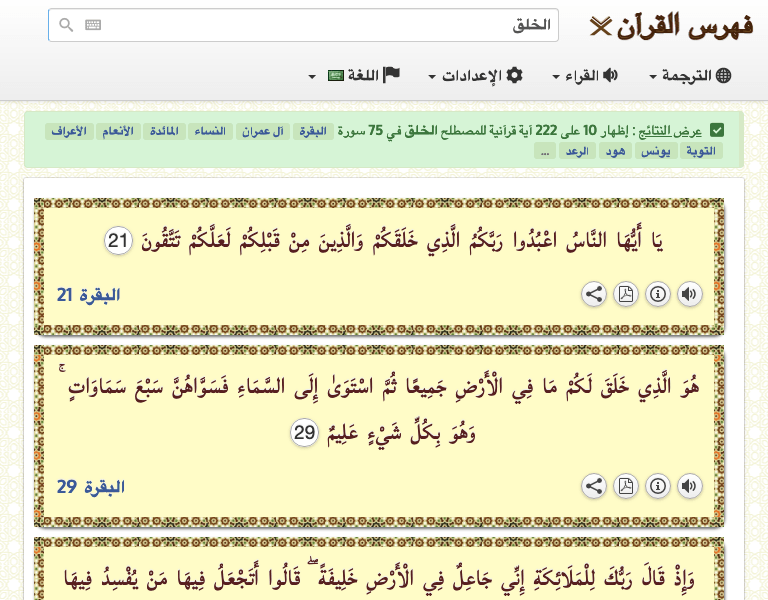 فهرس القرآن
الخلق
الترجمة
القراء
الإعدادات
اللغة
عرض النتائج : إظهار 10 على 222 آية قرآنية للمصطلح الخلق في 75 سورة البقرة آل عمران النساء المائدة الأنعام الأعراف
التوبة يونس هود الرعد ...
يَا أَيُّهَا النَّاسُ اعْبُدُوا رَبَّكُمُ الَّذِي خَلَقَكُمْ وَالَّذِينَ مِنْ قَبْلِكُمْ لَعَلَّكُمْ تَتَّقُونَ 21
البقرة 21
هُوَ الَّذِي خَلَقَ لَكُمْ مَا فِي الْأَرْضِ جَمِيعًا ثُمَّ اسْتَوَىٰ إِلَى السَّمَاءِ فَسَوَّاهُنَّ سَبْعَ سَمَاوَاتٍ ۚ
وَهُوَ بِكُلِّ شَيْءٍ عَلِيمٌ 29
البقرة 29
وَإِذْ قَالَ رَبُّكَ لِلْمَلَائِكَةِ إِنِّي جَاعِلٌ فِي الْأَرْضِ خَلِيفَةً ۖ قَالُوا أَتَجْعَلُ فِيهَا مَنْ يُفْسِدُ فِيهَا